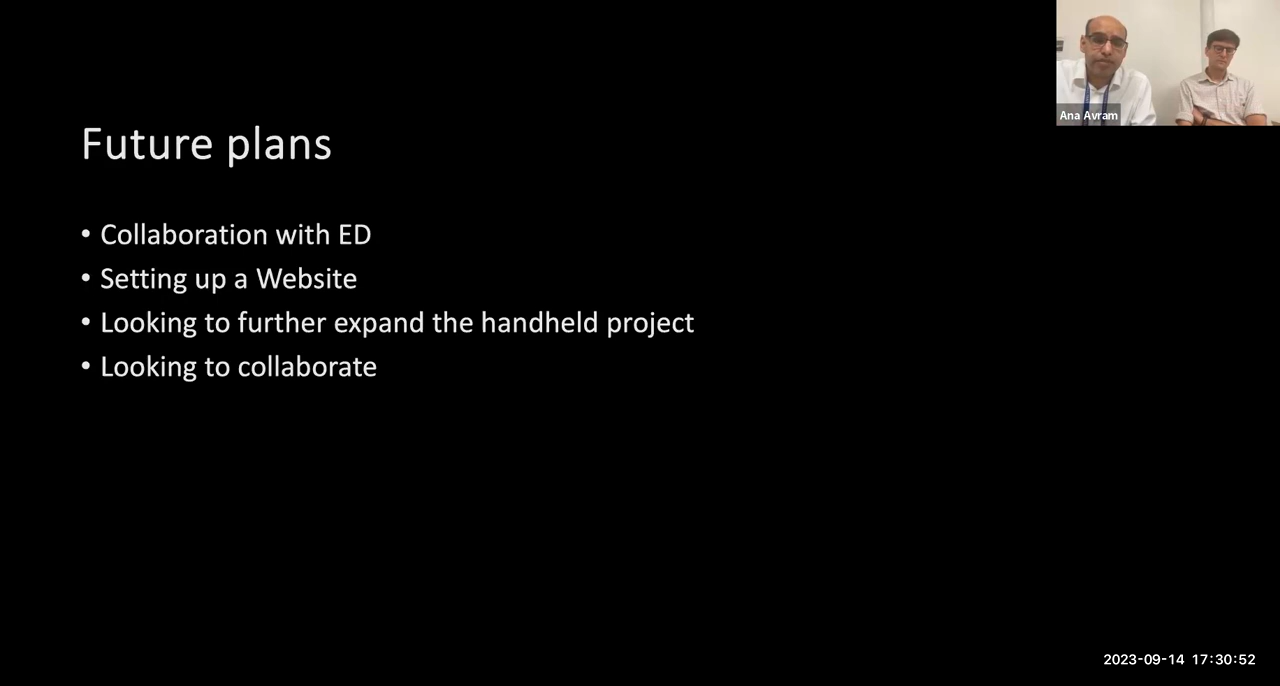 Ana Avram
Future plans
• Collaboration with ED
• Setting up a Website
• Looking to further expand the handheld project
• Looking to collaborate
2023-09-14 17:30:52